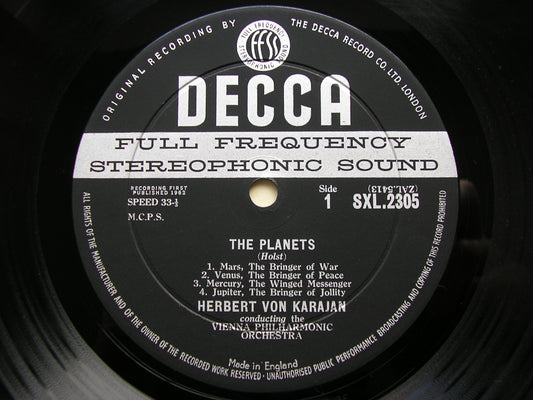 ORIGINAL RECORDING BY THE DECCA RECORD CO. LTD. LONDON
FULL FREQUENCY
ffss
STEREOPHONIC SOUND
DECCA
FULL FREQUENCY
STEREOPHONIC SOUND
RECORDING FIRST
PUBLISHED 1962
SPEED 33-⅓
M.C.P.S.
Side
1
(ZAL.5413)
SXL.2305
THE PLANETS
(Holst)
1. Mars, The Bringer of War
2. Venus, The Bringer of Peace
3. Mercury, The Winged Messenger
4. Jupiter, The Bringer of Jollity
HERBERT VON KARAJAN
conducting the
VIENNA PHILHARMONIC
ORCHESTRA
Made in England
ALL RIGHTS OF THE MANUFACTURER AND OF THE OWNER OF THE RECORDED WORK RESERVED · UNAUTHORISED PUBLIC PERFORMANCE BROADCASTING AND COPYING OF THIS RECORD PROHIBITED